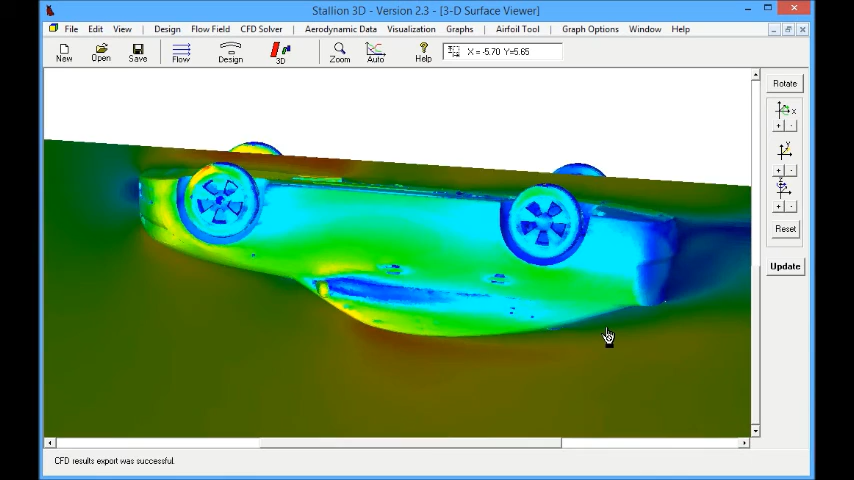 Stallion 3D - Version 2.3 - [3-D Surface Viewer]
File Edit View Design Flow Field CFD Solver Aerodynamic Data Visualization Graphs Airfoil Tool Graph Options Window Help
New Open Save Flow Design 3D Zoom Auto Help X = -5.70 Y=5.65
Rotate
X
+ -
Y
+ -
Z
+ -
Reset
Update
CFD results export was successful.